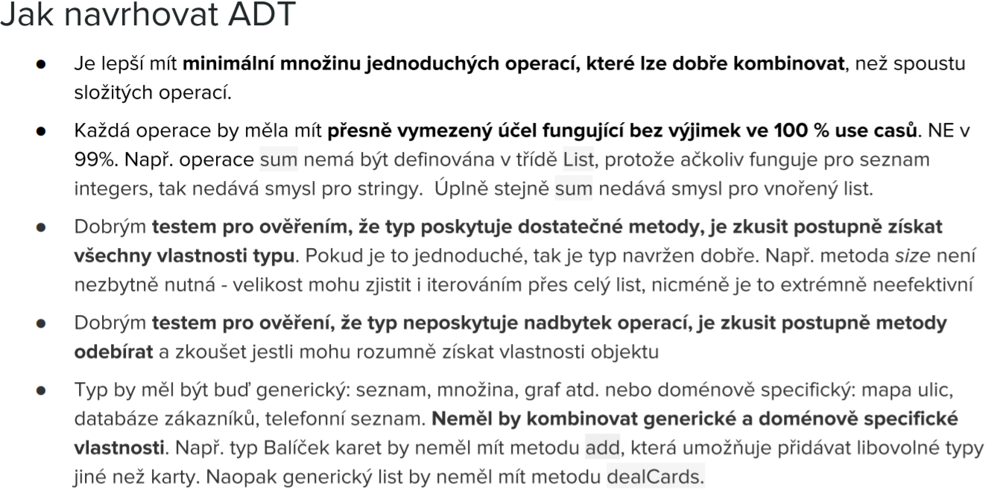 Jak navrhovat ADT
● Je lepší mít minimální množinu jednoduchých operací, které lze dobře kombinovat, než spoustu
složitých operací.
● Každá operace by měla mít přesně vymezený účel fungující bez výjimek ve 100 % use casů. NE v
99%. Např. operace sum nemá být definována v třídě List, protože ačkoliv funguje pro seznam
integers, tak nedává smysl pro stringy. Úplně stejně sum nedává smysl pro vnořený list.
● Dobrým testem pro ověřením, že typ poskytuje dostatečné metody, je zkusit postupně získat
všechny vlastnosti typu. Pokud je to jednoduché, tak je typ navržen dobře. Např. metoda size není
nezbytně nutná - velikost mohu zjistit i iterováním přes celý list, nicméně je to extrémně neefektivní
● Dobrým testem pro ověření, že typ neposkytuje nadbytek operací, je zkusit postupně metody
odebírat a zkoušet jestli mohu rozumně získat vlastnosti objektu
● Typ by měl být buď generický: seznam, množina, graf atd. nebo doménově specifický: mapa ulic,
databáze zákazníků, telefonní seznam. Neměl by kombinovat generické a doménově specifické
vlastnosti. Např. typ Balíček karet by neměl mít metodu add, která umožňuje přidávat libovolné typy
jiné než karty. Naopak generický list by neměl mít metodu dealCards.